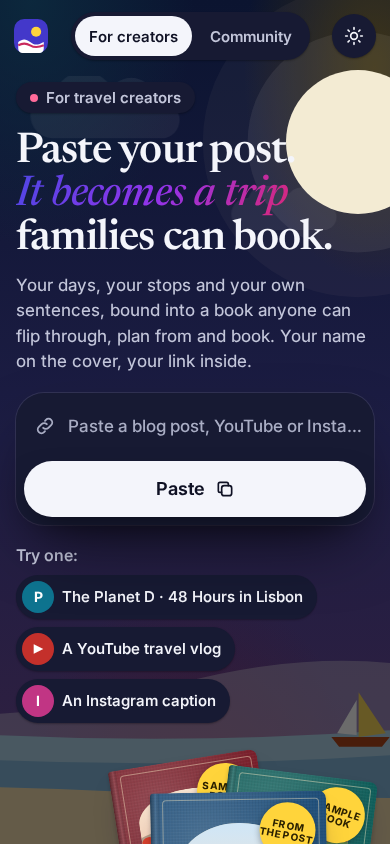 For creators
Community
For travel creators
Paste your post.
It becomes a trip
families can book.
Your days, your stops and your own
sentences, bound into a book anyone can
flip through, plan from and book. Your name
on the cover, your link inside.
Paste a blog post, YouTube or Insta...
Paste
Try one:
P
The Planet D · 48 Hours in Lisbon
A YouTube travel vlog
I
An Instagram caption
FROM
THE POST